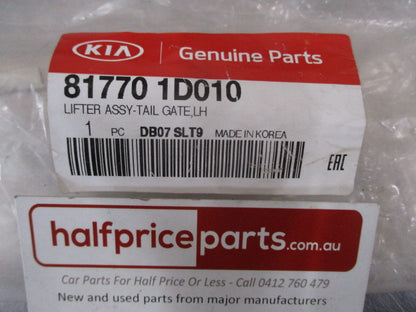 KIA Genuine Parts
81770 1D010
LIFTER ASSY-TAIL GATE,LH
1 PC DB07 SLT9 MADE IN KOREA
EAC
halfpriceparts.com.au
Car Parts For Half Price Or Less - Call 0412 760 479
New and used parts from major manufacturers